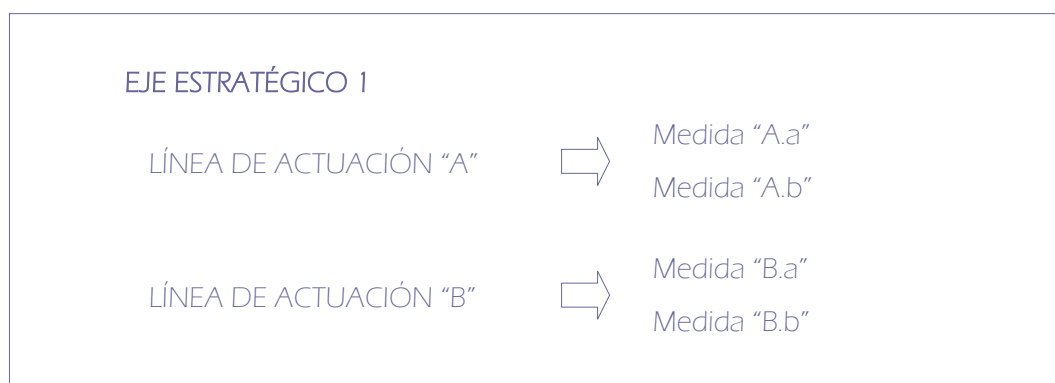 EJE ESTRATÉGICO 1
LÍNEA DE ACTUACIÓN “A”
Medida “A.a”
Medida “A.b”
LÍNEA DE ACTUACIÓN “B”
Medida “B.a”
Medida “B.b”